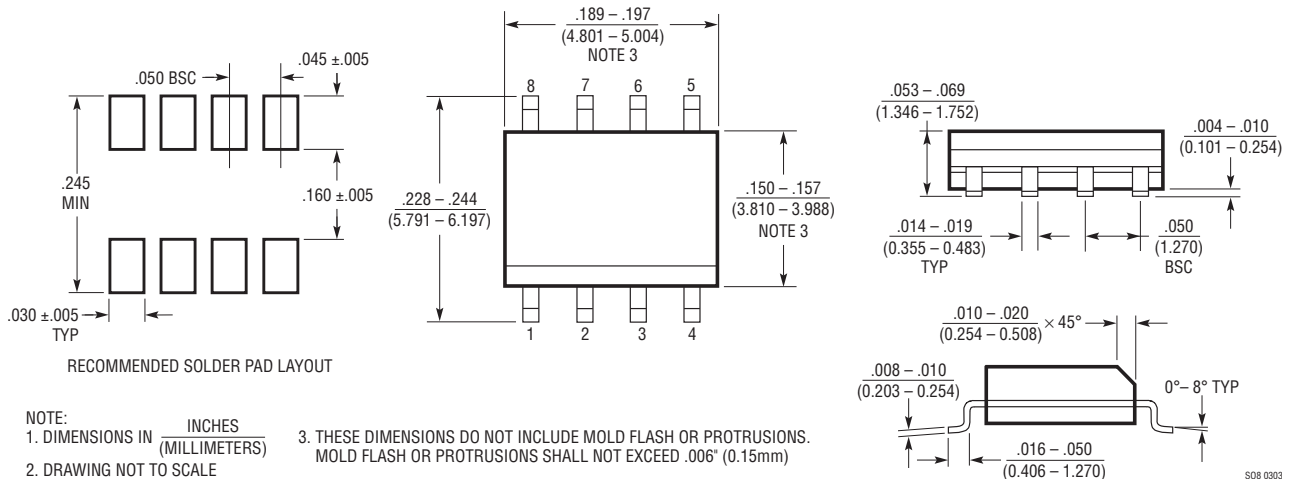 .050 BSC
.045 ±.005
.245
MIN
.160 ±.005
.030 ±.005
TYP
RECOMMENDED SOLDER PAD LAYOUT
.189 – .197
(4.801 – 5.004)
NOTE 3
8 7 6 5
.228 – .244
(5.791 – 6.197)
.150 – .157
(3.810 – 3.988)
NOTE 3
1 2 3 4
.053 – .069
(1.346 – 1.752)
.004 – .010
(0.101 – 0.254)
.014 – .019
(0.355 – 0.483)
TYP
.050
(1.270)
BSC
.010 – .020
(0.254 – 0.508)
× 45°
.008 – .010
(0.203 – 0.254)
0°– 8° TYP
.016 – .050
(0.406 – 1.270)
NOTE:
1. DIMENSIONS IN INCHES
(MILLIMETERS)
2. DRAWING NOT TO SCALE
3. THESE DIMENSIONS DO NOT INCLUDE MOLD FLASH OR PROTRUSIONS.
MOLD FLASH OR PROTRUSIONS SHALL NOT EXCEED .006" (0.15mm)
SO8 0303